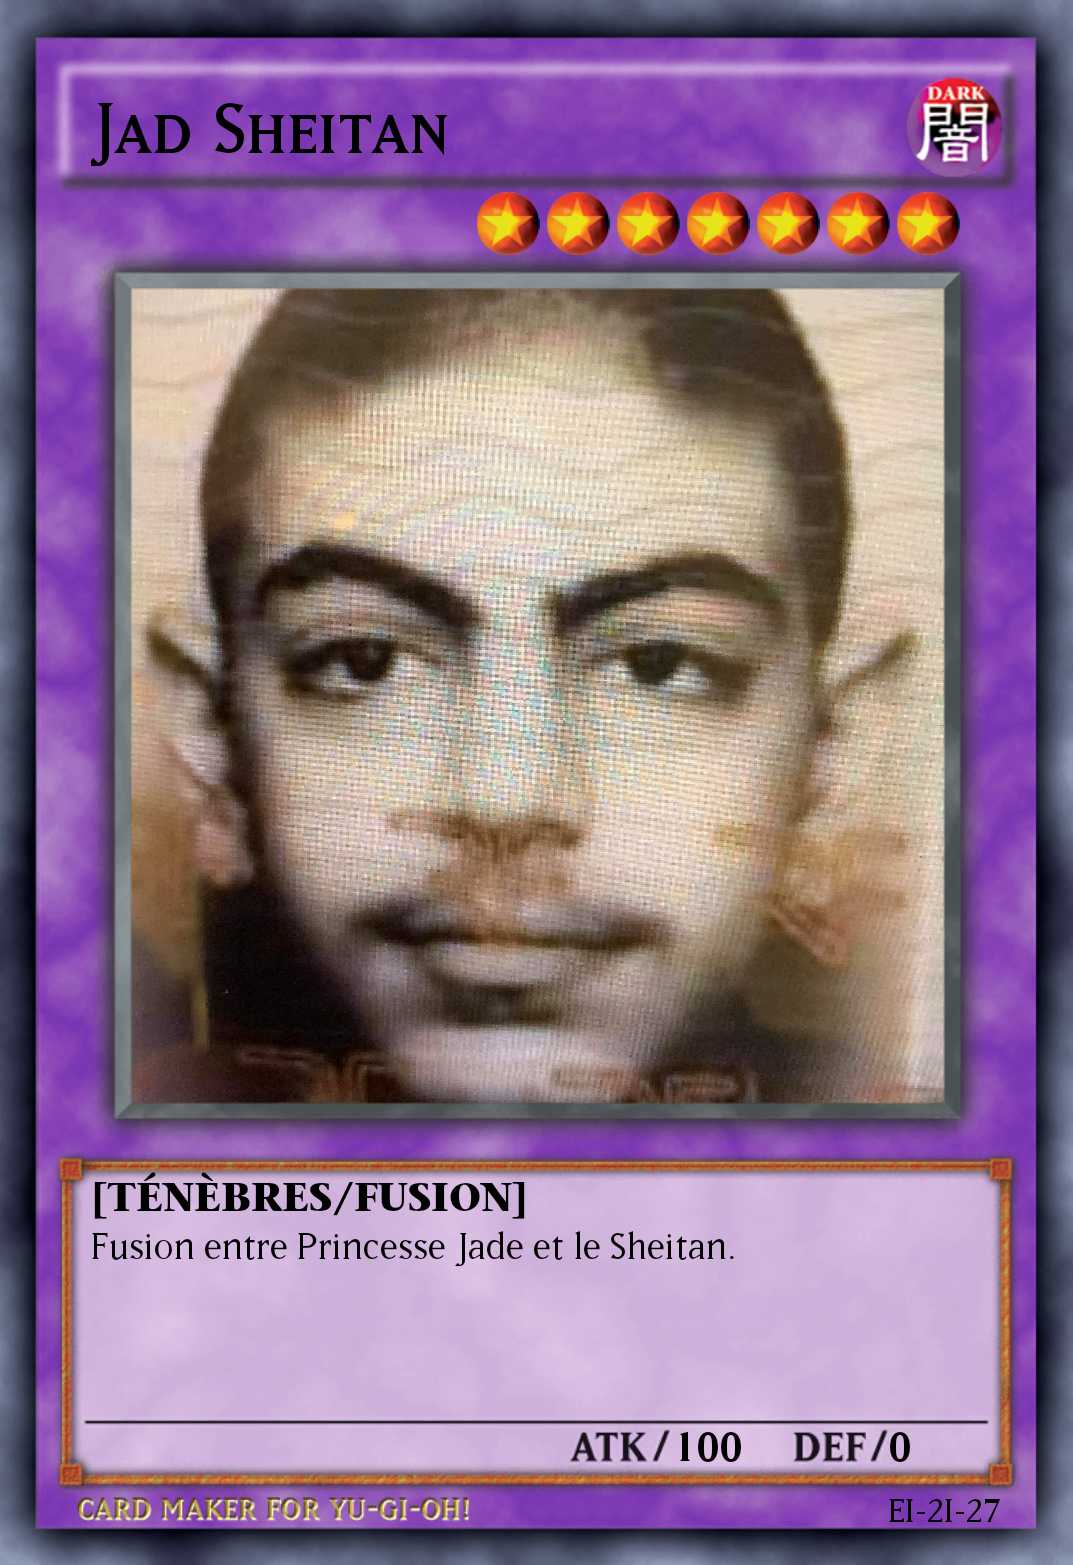 Jad Sheitan
DARK
闇
[TÉNÈBRES/FUSION]
Fusion entre Princesse Jade et le Sheitan.
ATK/100 DEF/0
CARD MAKER FOR YU-GI-OH!
EI-2I-27